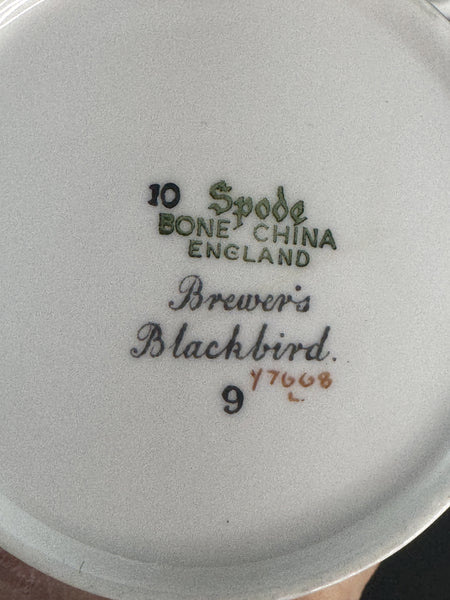 10 Spode
BONE CHINA
ENGLAND
Brewer's
Blackbird.
Y7668
L.
9